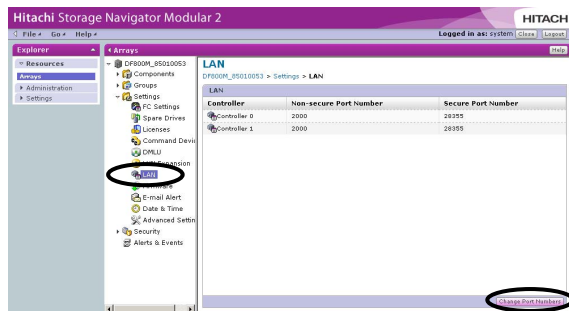 Hitachi Storage Navigator Modular 2
HITACH
File Go Help
Logged in as: system Close Logout
Explorer
Arrays
Help
Resources
Arrays
Administration
Settings
DF800M_85010053
Components
Groups
Settings
FC Settings
Spare Drives
Licenses
Command Devi
DMLU
Expansion
LAN
E-mail Alert
Date & Time
Advanced Settin
Security
Alerts & Events
LAN
DF800M_85010053 > Settings > LAN
LAN
Controller Non-secure Port Number Secure Port Number
Controller 0 2000 28355
Controller 1 2000 28355
Change Port Numbers